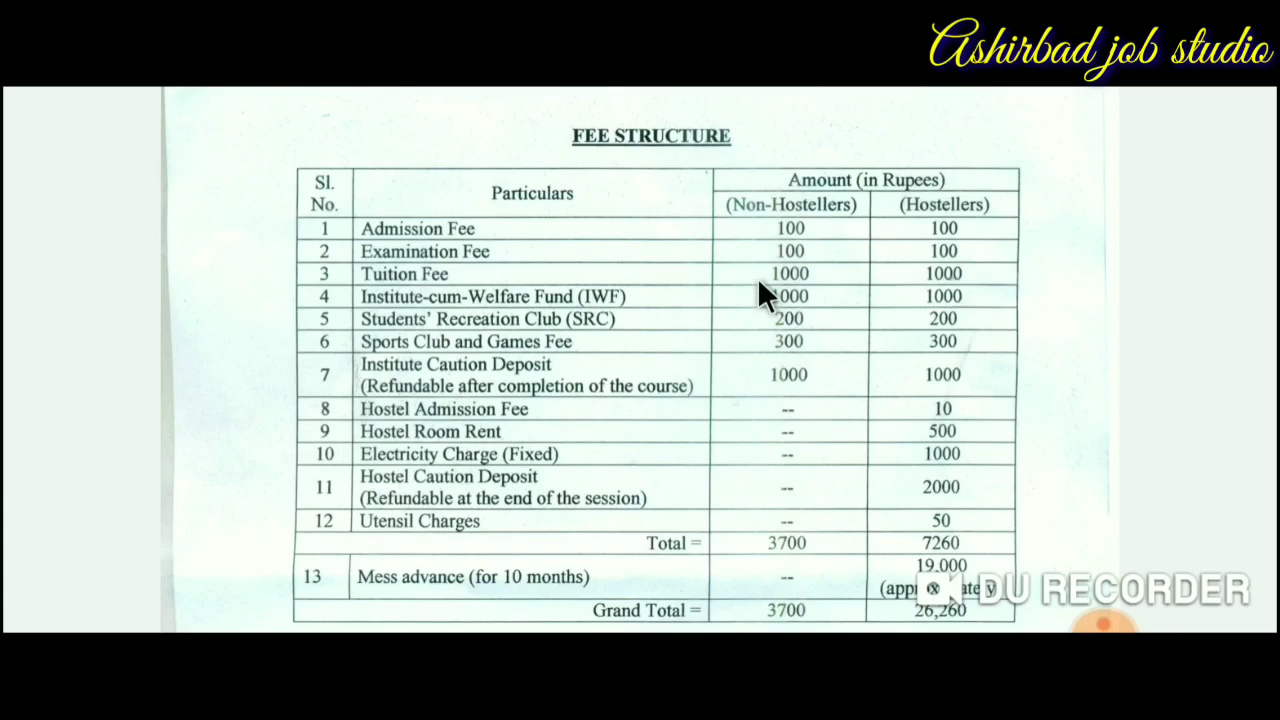 Ashirbad job studio
FEE STRUCTURE
Sl. No. Particulars Amount (in Rupees)
(Non-Hostellers) (Hostellers)
1 Admission Fee 100 100
2 Examination Fee 100 100
3 Tuition Fee 1000 1000
4 Institute-cum-Welfare Fund (IWF) 1000 1000
5 Students' Recreation Club (SRC) 200 200
6 Sports Club and Games Fee 300 300
7 Institute Caution Deposit
(Refundable after completion of the course) 1000 1000
8 Hostel Admission Fee -- 10
9 Hostel Room Rent -- 500
10 Electricity Charge (Fixed) -- 1000
11 Hostel Caution Deposit
(Refundable at the end of the session) -- 2000
12 Utensil Charges -- 50
Total = 3700 7260
13 Mess advance (for 10 months) -- 19.000
DU RECORDER
Grand Total = 3700 26,260